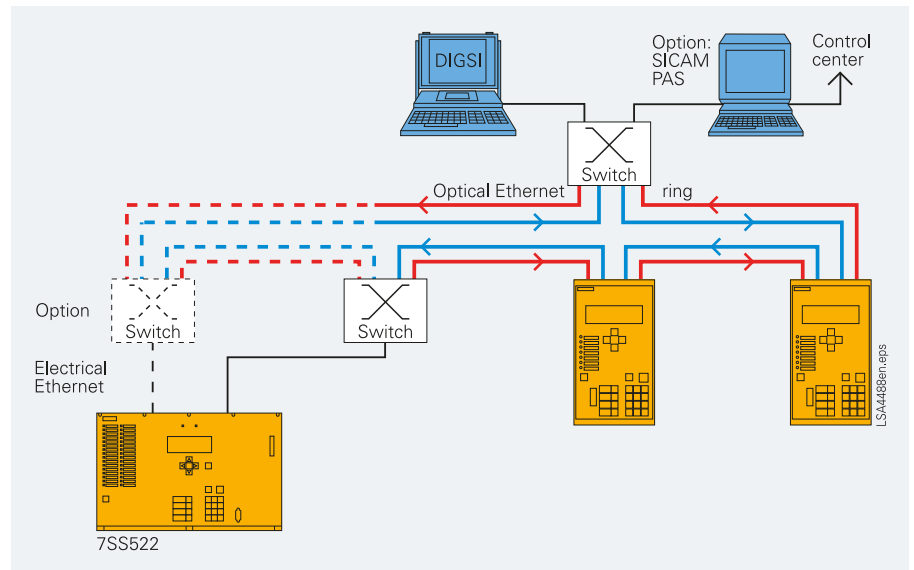 DIGSI
Option:
SICAM
PAS
Control
center
Switch
Optical Ethernet
ring
Option
Switch
Switch
Electrical
Ethernet
LSA4488en.eps
7SS522